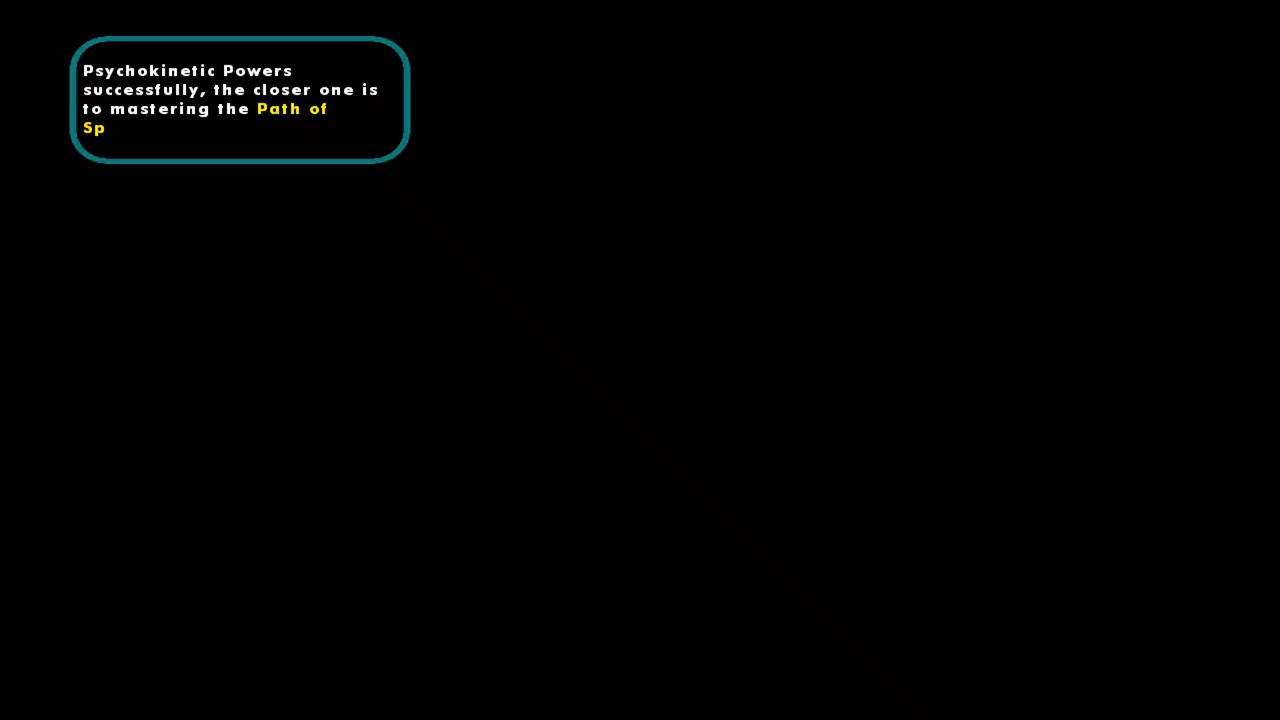 Psychokinetic Powers
successfully, the closer one is
to mastering the Path of
Sp